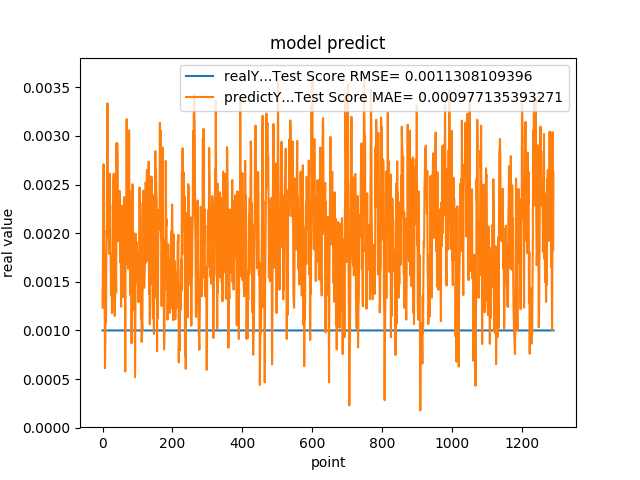 model predict
realY...Test Score RMSE= 0.0011308109396
predictY...Test Score MAE= 0.000977135393271
0.0035
0.0030
0.0025
0.0020
0.0015
0.0010
0.0005
0.0000
real value
0 200 400 600 800 1000 1200
point